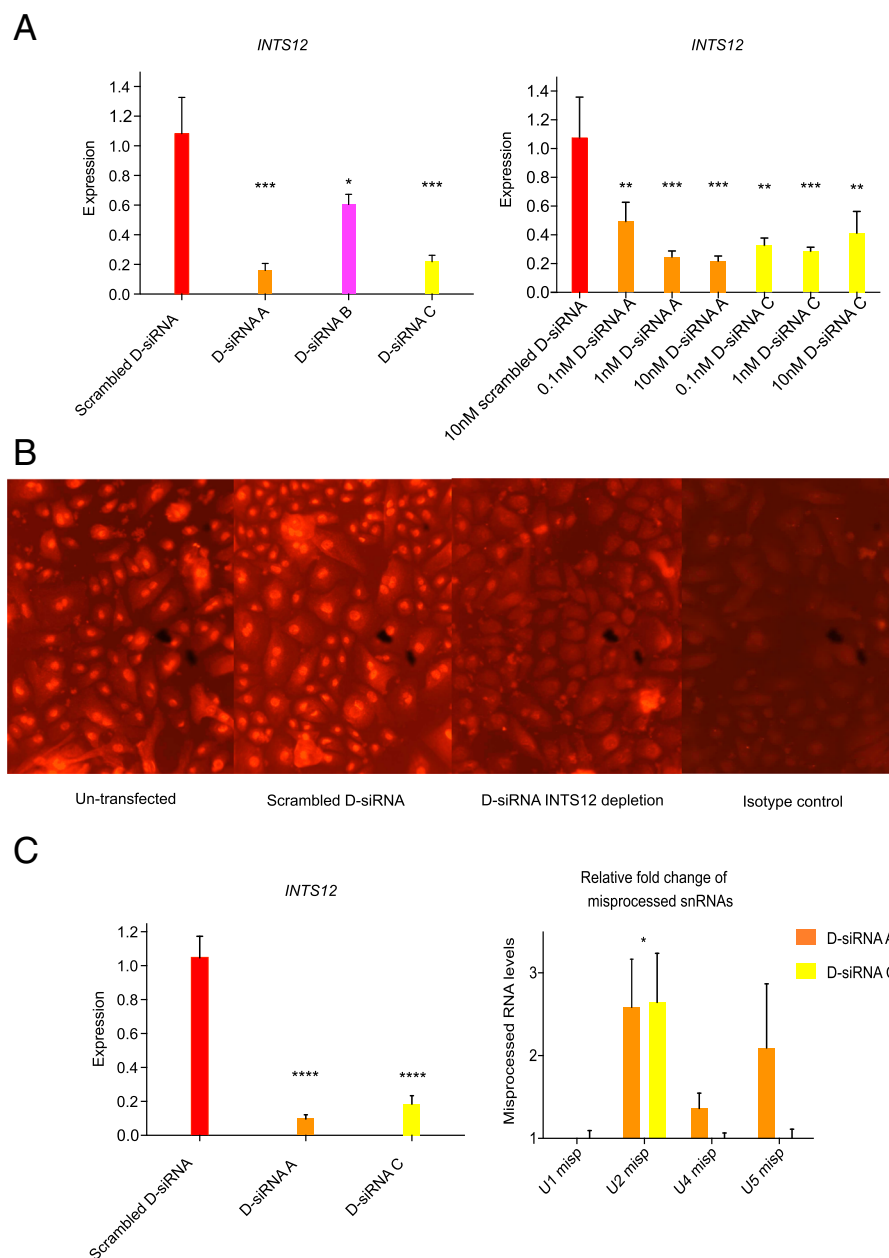 A
INTS12
Expression
1.4
1.2
1.0
0.8
0.6
0.4
0.2
0.0
***
*
***
Scrambled D-siRNA
D-siRNA A
D-siRNA B
D-siRNA C
INTS12
Expression
1.4
1.2
1.0
0.8
0.6
0.4
0.2
0.0
**
***
***
**
***
**
10nM scrambled D-siRNA
0.1nM D-siRNA A
1nM D-siRNA A
10nM D-siRNA A
0.1nM D-siRNA C
1nM D-siRNA C
10nM D-siRNA C
B
Un-transfected
Scrambled D-siRNA
D-siRNA INTS12 depletion
Isotype control
C
INTS12
Expression
1.2
1.0
0.8
0.6
0.4
0.2
0.0
****
****
Scrambled D-siRNA
D-siRNA A
D-siRNA C
Relative fold change of
misprocessed snRNAs
Misprocessed RNA levels
3
2
1
*
U1 misp
U2 misp
U4 misp
U5 misp
D-siRNA A
D-siRNA C